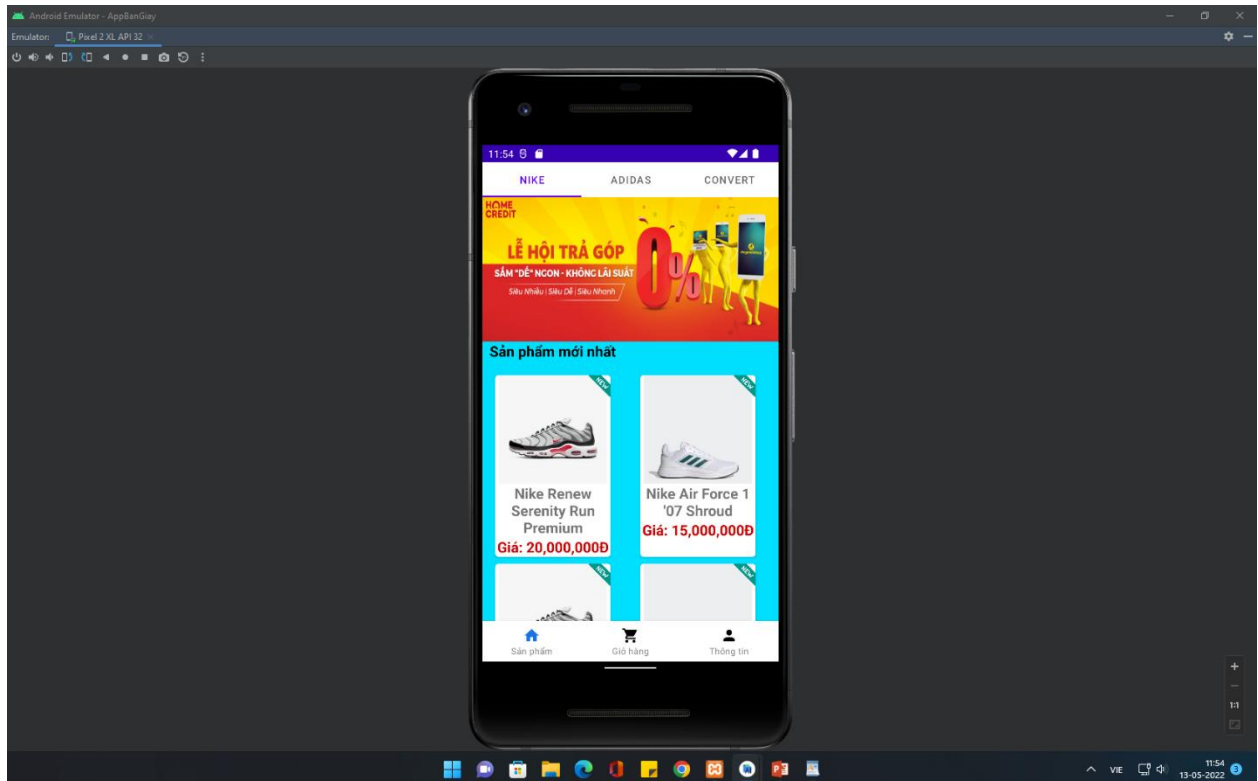 Android Emulator - AppBanGiay
Emulator: Pixel 2 XL API 32
11:54
NIKE ADIDAS CONVERT
HOME
CREDIT
LỄ HỘI TRẢ GÓP
0%
SẮM "DẾ" NGON - KHÔNG LÃI SUẤT
Siêu Nhiều | Siêu Dễ | Siêu Nhanh
Sản phẩm mới nhất
NEW NEW
Nike Renew
Serenity Run
Premium
Giá: 20,000,000Đ
Nike Air Force 1
'07 Shroud
Giá: 15,000,000Đ
NEW NEW
Sản phẩm Giỏ hàng Thông tin
1:1
VIE
11:54
13-05-2022
3